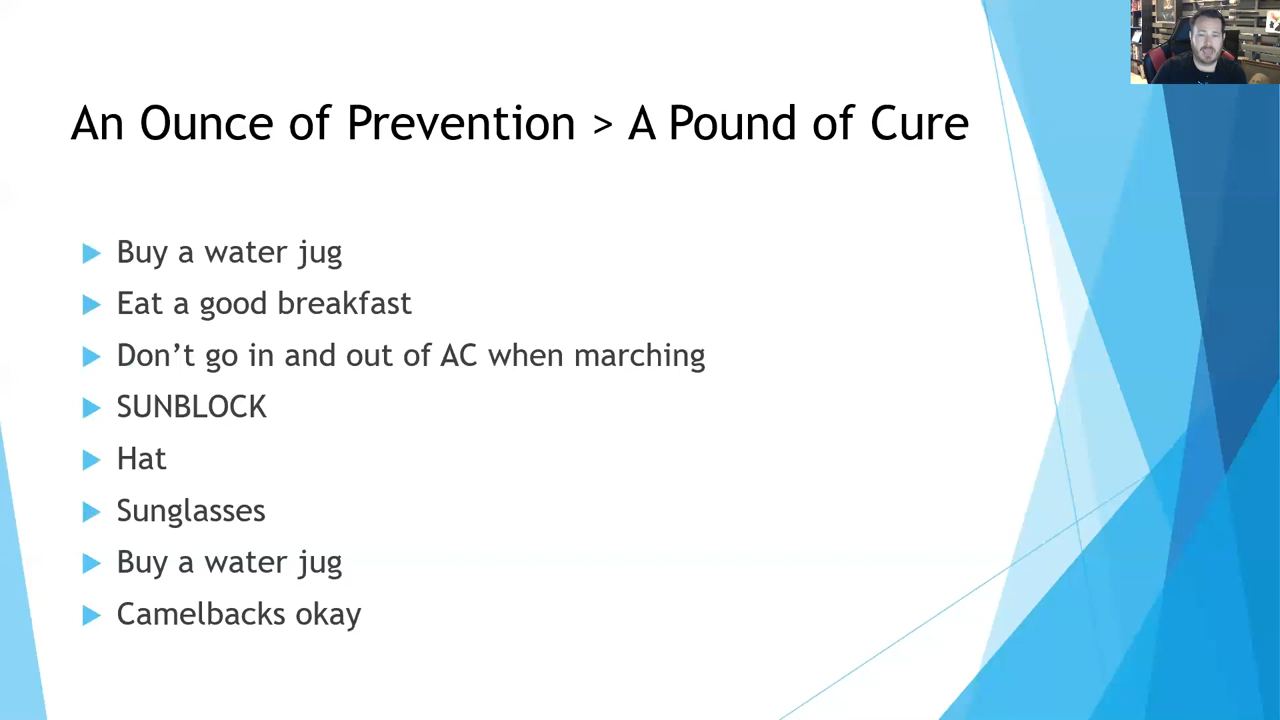 An Ounce of Prevention > A Pound of Cure
Buy a water jug
Eat a good breakfast
Don’t go in and out of AC when marching
SUNBLOCK
Hat
Sunglasses
Buy a water jug
Camelbacks okay